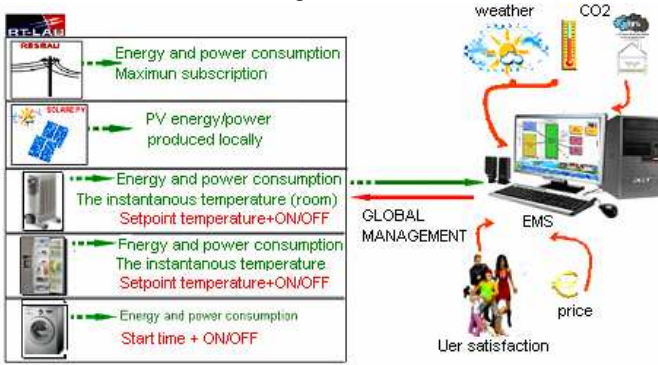 RT-LAB
RESEAU
Energy and power consumption
Maximun subscription
SOLAIRE PV
PV energy/power
produced locally
Energy and power consumption
The instantanous temperature (room)
Setpoint temperature+ON/OFF
Energy and power consumption
The instantanous temperature
Setpoint temperature+ON/OFF
Energy and power consumption
Start time + ON/OFF
weather
CO2
GLOBAL
MANAGEMENT
EMS
price
Uer satisfaction